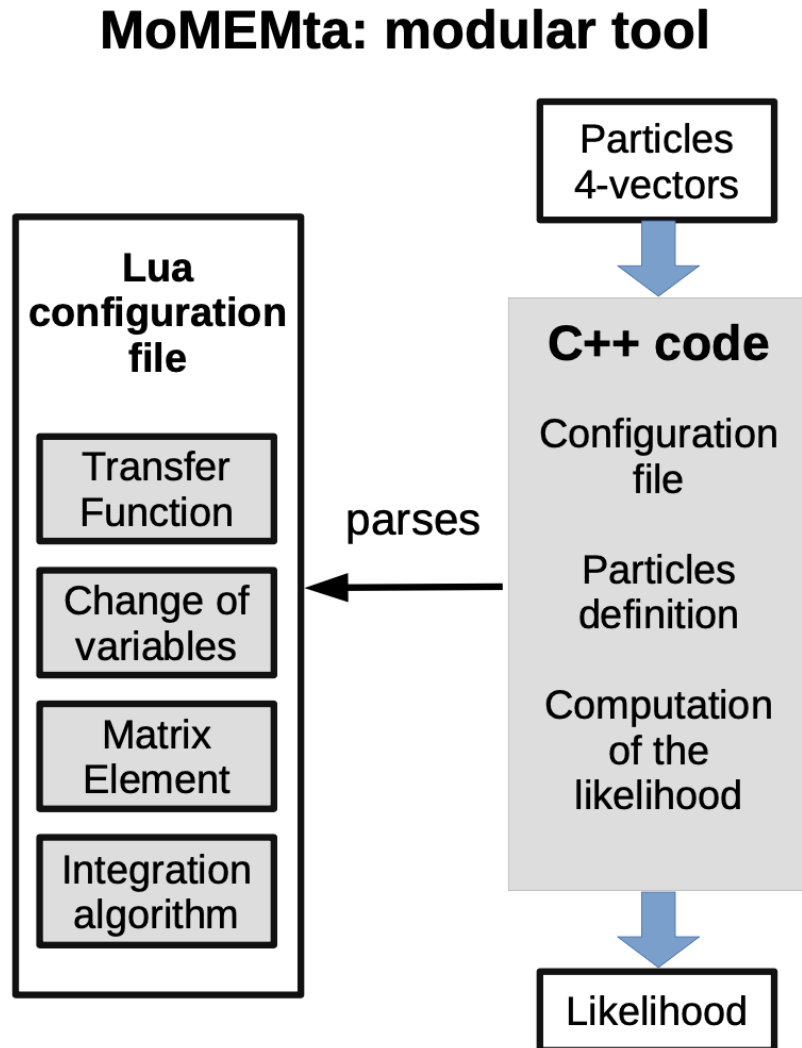 MoMEMta: modular tool
Particles
4-vectors
Lua
configuration
file
Transfer
Function
Change of
variables
Matrix
Element
Integration
algorithm
parses
C++ code
Configuration
file
Particles
definition
Computation
of the
likelihood
Likelihood